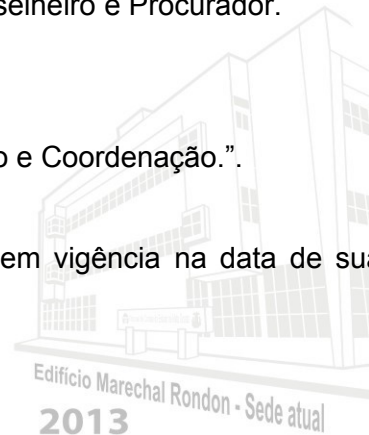 selheiro e Procurador.
o e Coordenação.”.
em vigência na data de sua
Edifício Marechal Rondon - Sede atual
2013